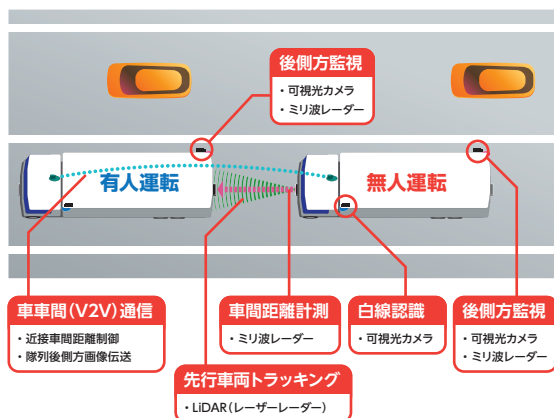 後側方監視
・可視光カメラ
・ミリ波レーダー
有人運転
無人運転
車車間(V2V)通信
・近接車間距離制御
・隊列後側方画像伝送
車間距離計測
・ミリ波レーダー
白線認識
・可視光カメラ
後側方監視
・可視光カメラ
・ミリ波レーダー
先行車両トラッキング
・LiDAR(レーザーレーダー)